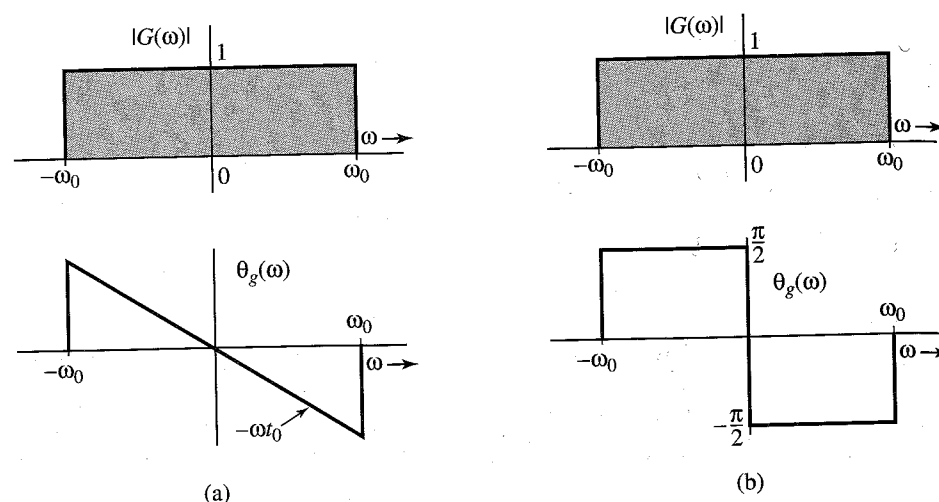 |G(ω)|
1
ω →
-ω₀
0
ω₀
θg(ω)
ω₀
-ω₀
ω →
-ωt₀
(a)
|G(ω)|
1
ω →
-ω₀
0
ω₀
π/2
θg(ω)
ω₀
-ω₀
ω →
-π/2
(b)